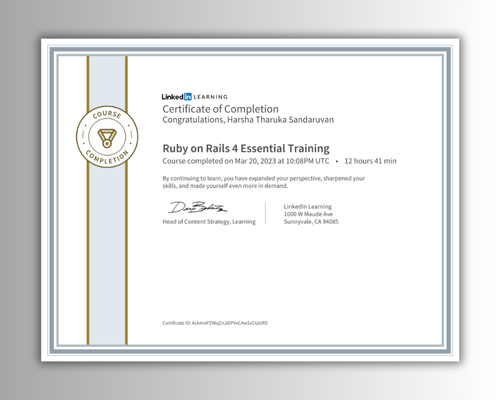 COURSE
COMPLETION
Linked in LEARNING
Certificate of Completion
Congratulations, Harsha Tharuka Sandaruvan
Ruby on Rails 4 Essential Training
Course completed on Mar 20, 2023 at 10:08PM UTC • 12 hours 41 min
By continuing to learn, you have expanded your perspective, sharpened your
skills, and made yourself even more in demand.
Head of Content Strategy, Learning
LinkedIn Learning
1000 W Maude Ave
Sunnyvale, CA 94085
Certificate ID: